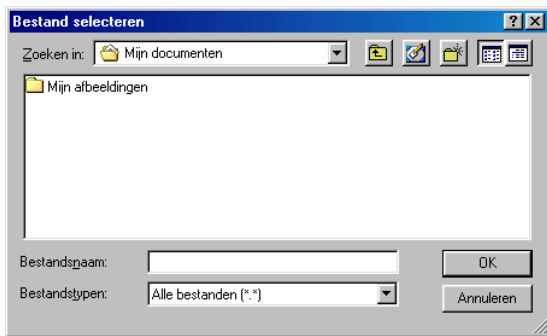 Bestand selecteren
Zoeken in: Mijn documenten
Mijn afbeeldingen
Bestandsnaam: OK
Bestandstypen: Alle bestanden (*.*) Annuleren